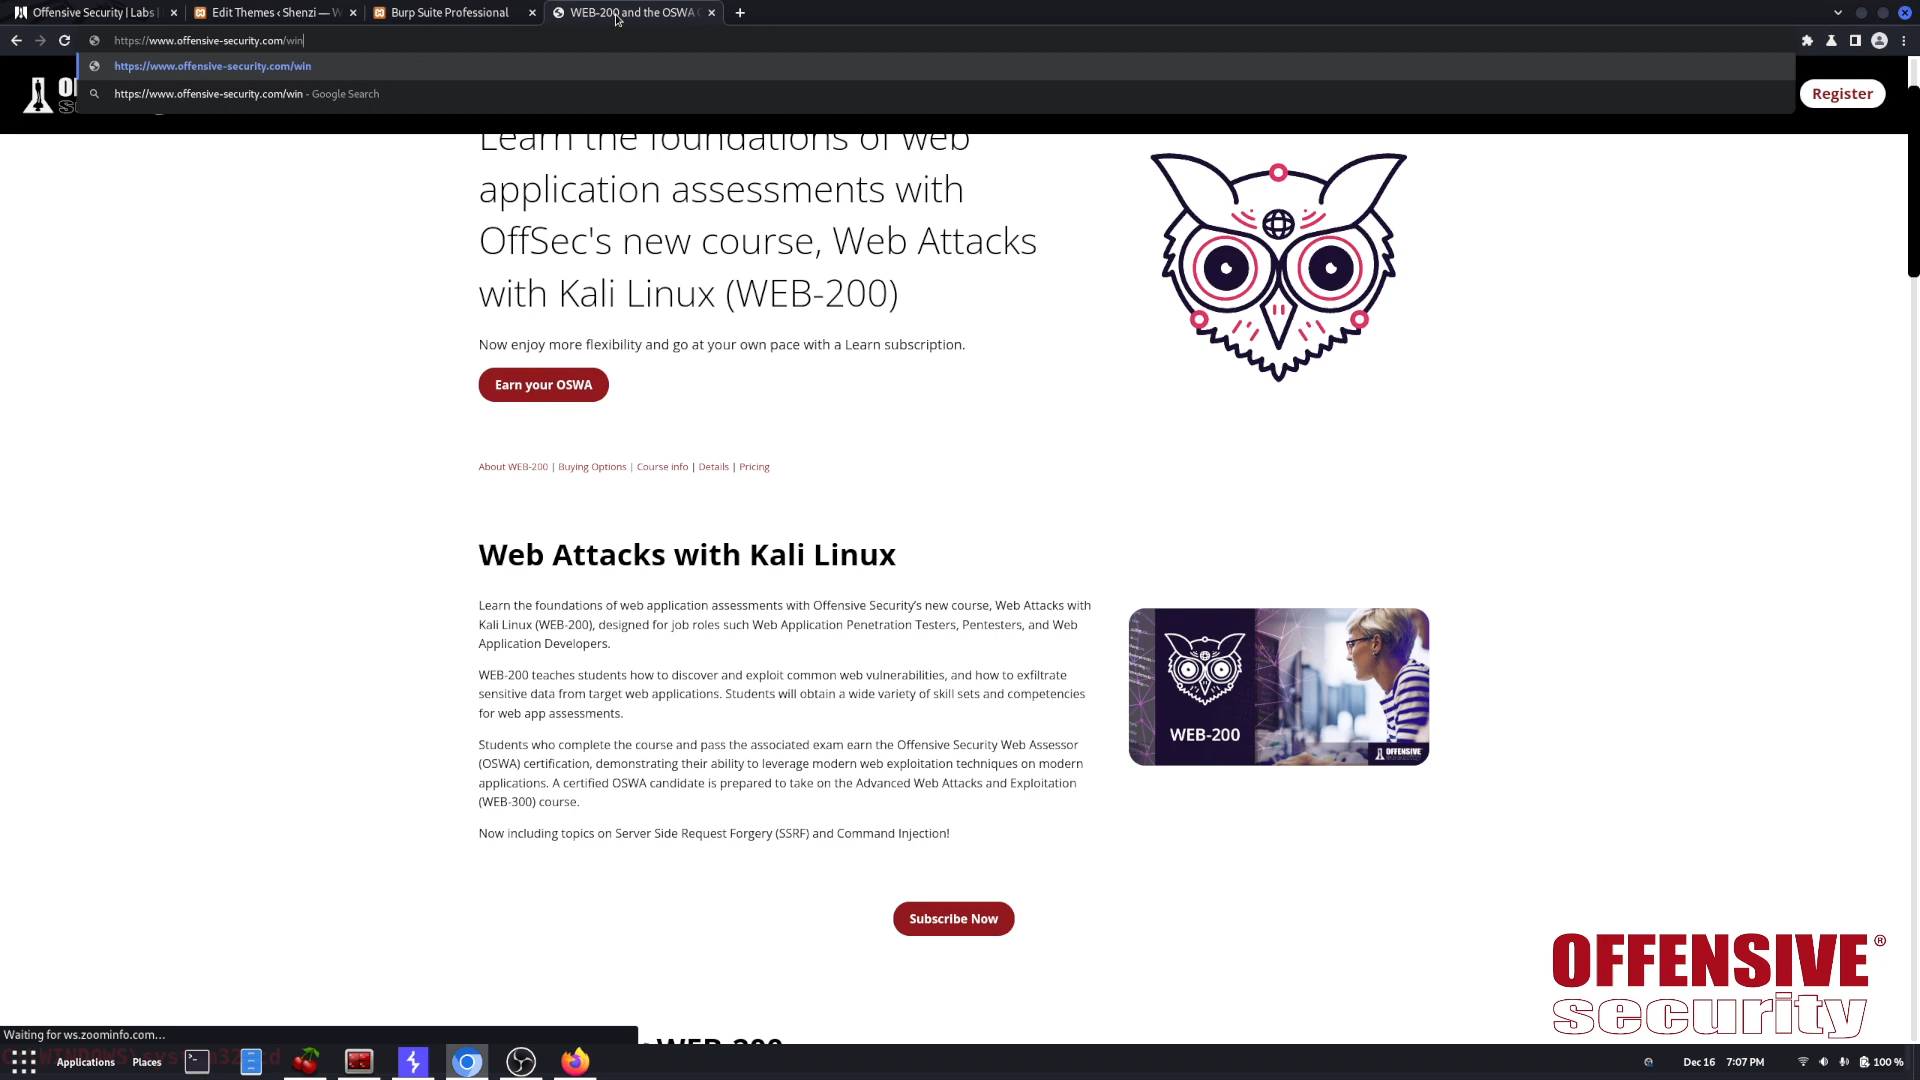 Offensive Security | Labs |
Edit Themes ‹ Shenzi — W
Burp Suite Professional
WEB-200 and the OSWA C
https://www.offensive-security.com/win
https://www.offensive-security.com/win
https://www.offensive-security.com/win - Google Search
Register
Learn the foundations of web
application assessments with
OffSec's new course, Web Attacks
with Kali Linux (WEB-200)
Now enjoy more flexibility and go at your own pace with a Learn subscription.
Earn your OSWA
About WEB-200 | Buying Options | Course info | Details | Pricing
Web Attacks with Kali Linux
Learn the foundations of web application assessments with Offensive Security’s new course, Web Attacks with
Kali Linux (WEB-200), designed for job roles such Web Application Penetration Testers, Pentesters, and Web
Application Developers.
WEB-200 teaches students how to discover and exploit common web vulnerabilities, and how to exfiltrate
sensitive data from target web applications. Students will obtain a wide variety of skill sets and competencies
for web app assessments.
Students who complete the course and pass the associated exam earn the Offensive Security Web Assessor
(OSWA) certification, demonstrating their ability to leverage modern web exploitation techniques on modern
applications. A certified OSWA candidate is prepared to take on the Advanced Web Attacks and Exploitation
(WEB-300) course.
Now including topics on Server Side Request Forgery (SSRF) and Command Injection!
WEB-200
OFFENSIVE
Subscribe Now
OFFENSIVE®
security
Waiting for ws.zoominfo.com...
WEB-200
Applications
Places
Dec 16 7:07 PM
100 %